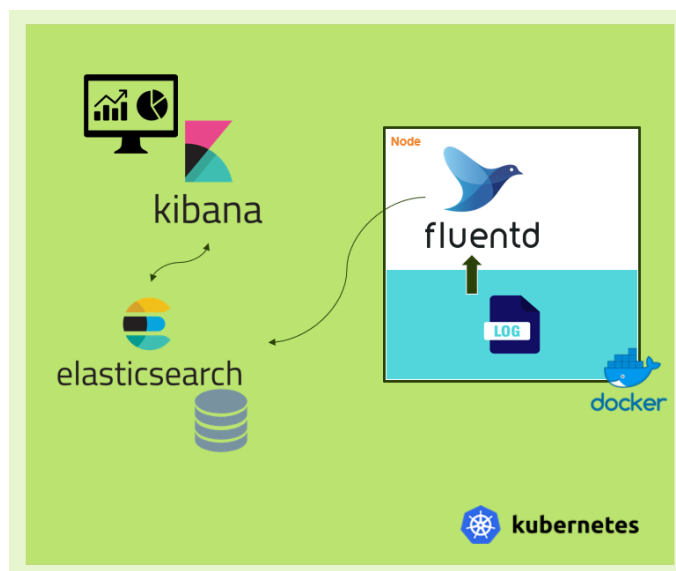 Node
kibana
fluentd
LOG
elasticsearch
docker
kubernetes